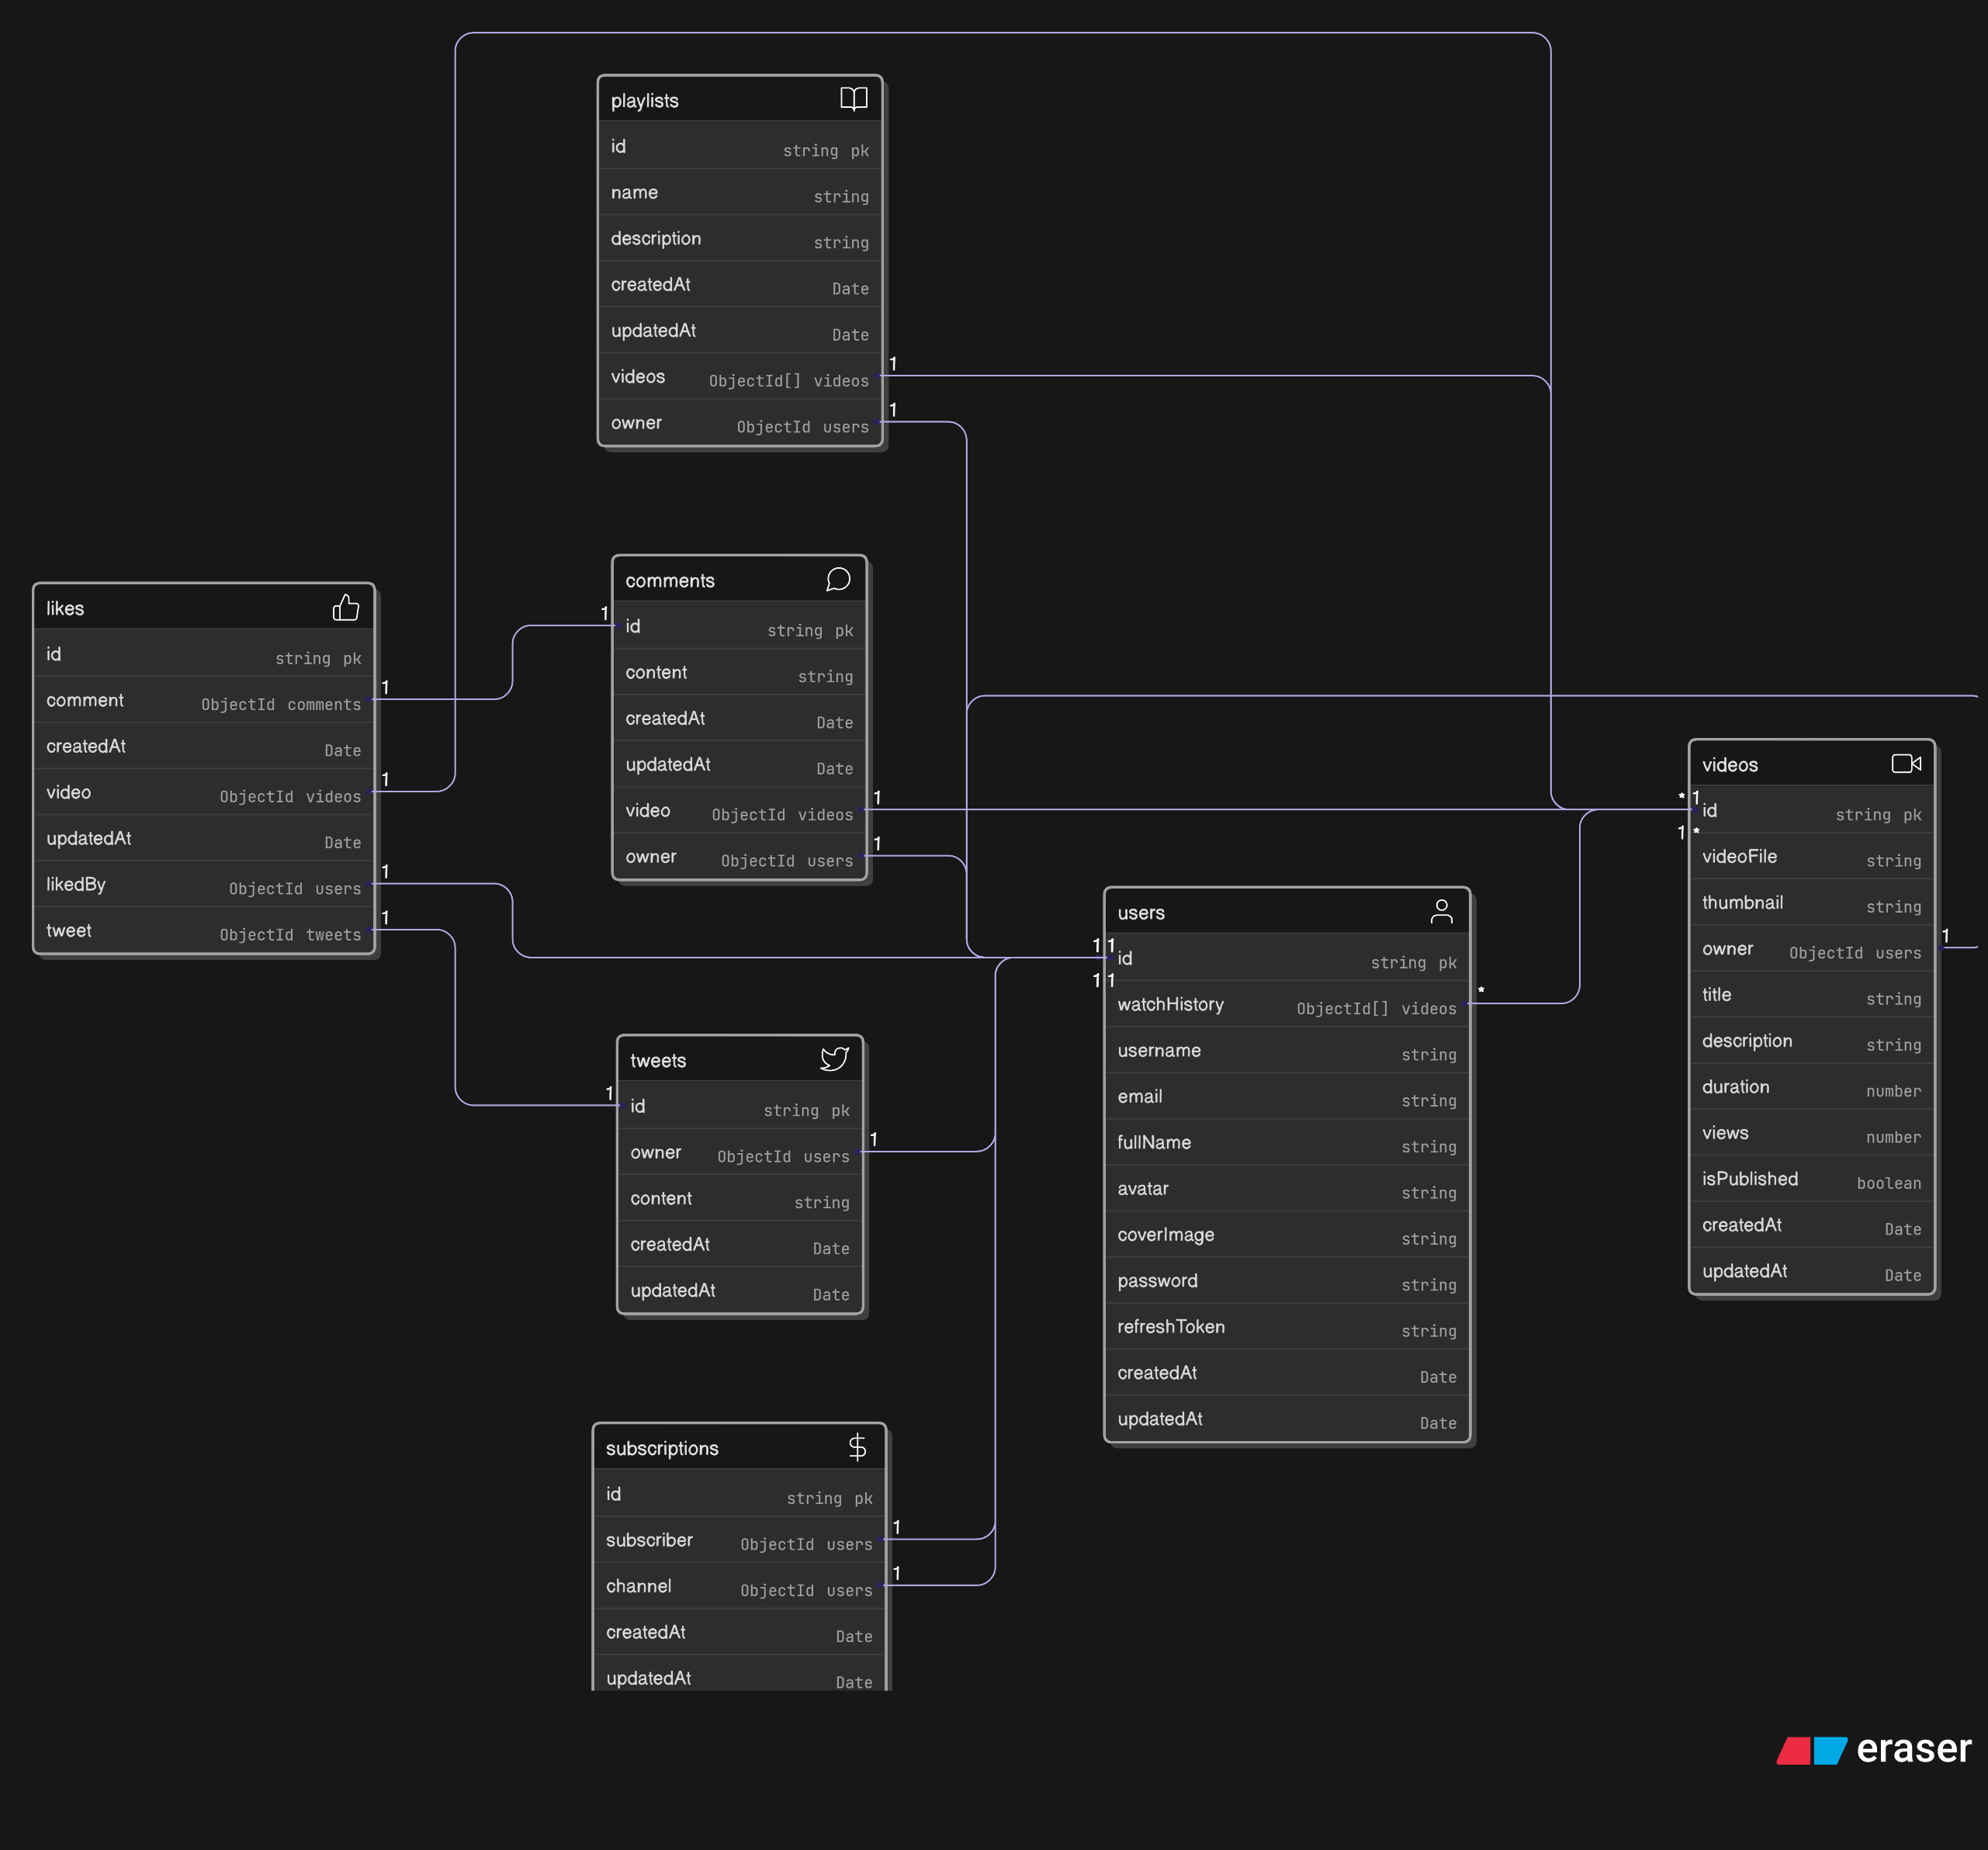 playlists
id string pk
name string
description string
createdAt Date
updatedAt Date
videos ObjectId[] videos
1
owner ObjectId users
1
likes
id string pk
comment ObjectId comments
1
createdAt Date
video ObjectId videos
1
updatedAt Date
likedBy ObjectId users
1
tweet ObjectId tweets
1
comments
1
id string pk
content string
createdAt Date
updatedAt Date
video ObjectId videos
1
owner ObjectId users
1
tweets
1
id string pk
owner ObjectId users
1
content string
createdAt Date
updatedAt Date
subscriptions
id string pk
subscriber ObjectId users
1
channel ObjectId users
1
createdAt Date
updatedAt Date
users
1 1
id string pk
1 1
watchHistory ObjectId[] videos
*
username string
email string
fullName string
avatar string
coverImage string
password string
refreshToken string
createdAt Date
updatedAt Date
videos
* 1
id string pk
1 *
videoFile string
thumbnail string
owner ObjectId users
1
title string
description string
duration number
views number
isPublished boolean
createdAt Date
updatedAt Date
eraser